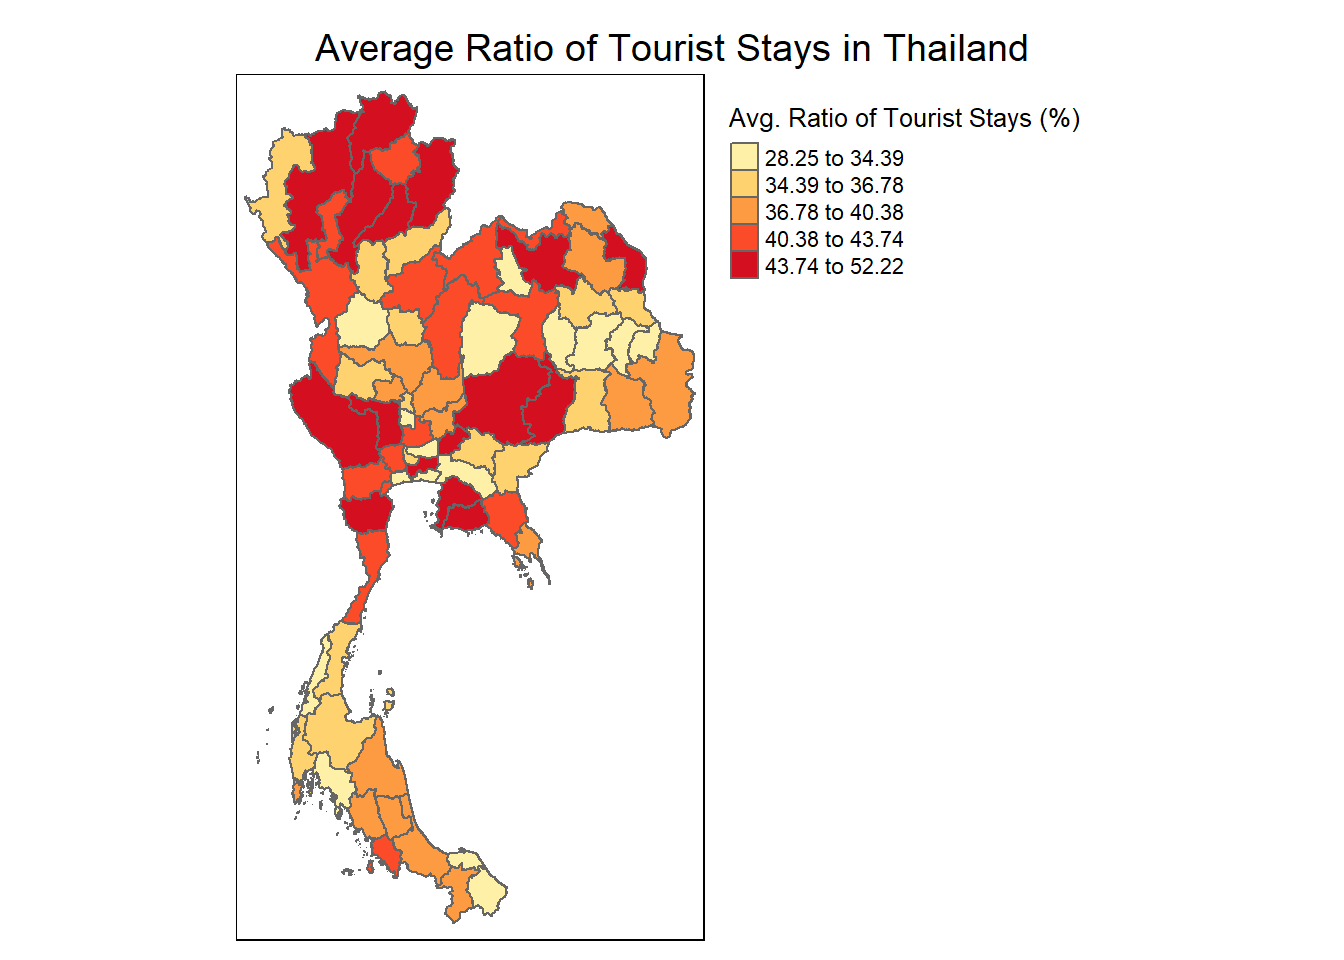 Average Ratio of Tourist Stays in Thailand
Avg. Ratio of Tourist Stays (%)
28.25 to 34.39
34.39 to 36.78
36.78 to 40.38
40.38 to 43.74
43.74 to 52.22